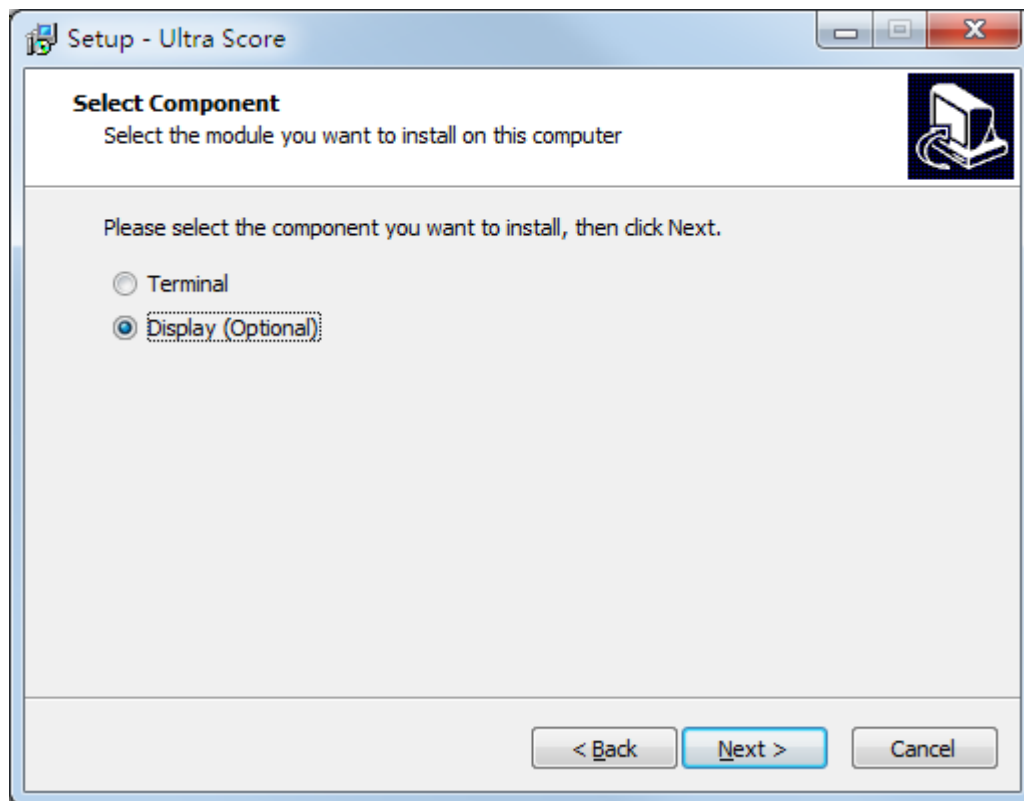 Setup - Ultra Score
Select Component
Select the module you want to install on this computer
Please select the component you want to install, then click Next.
Terminal
Display (Optional)
< Back
Next >
Cancel